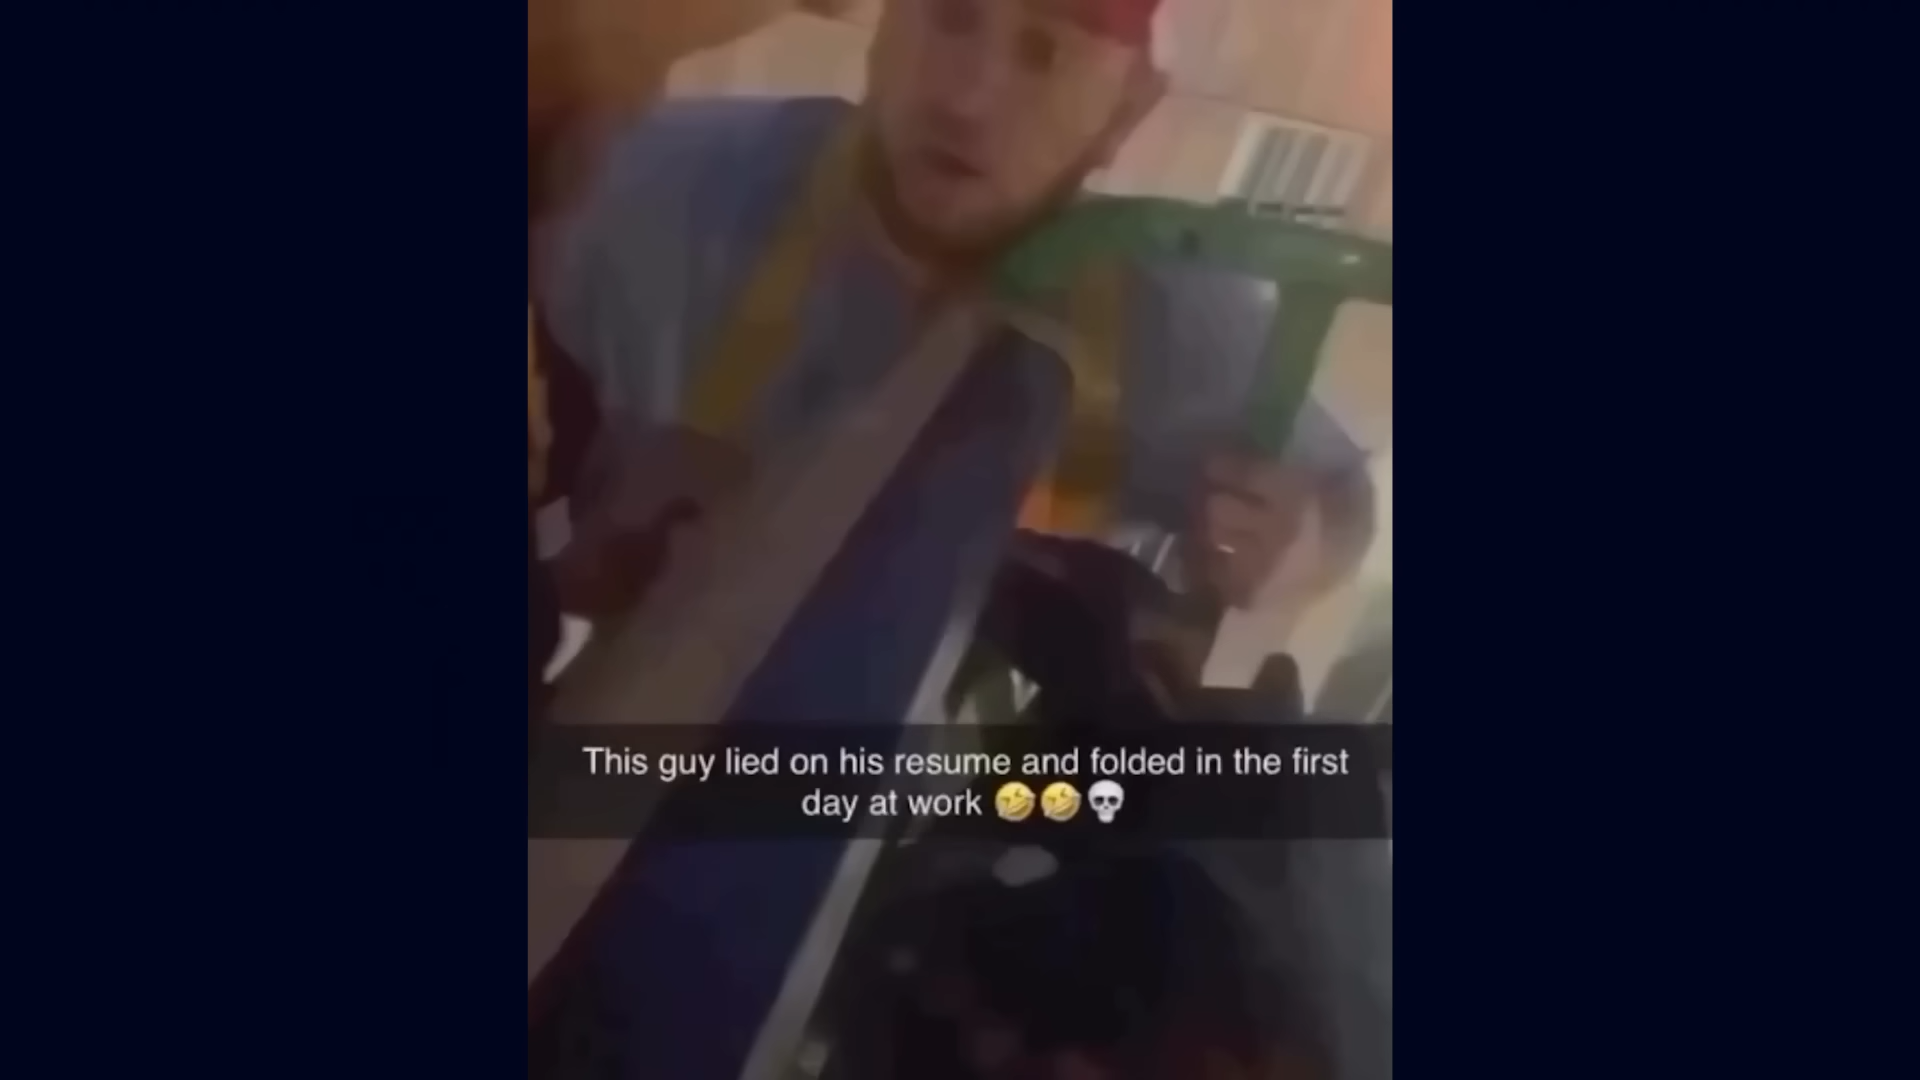 This guy lied on his resume and folded in the first
day at work 🤣🤣💀